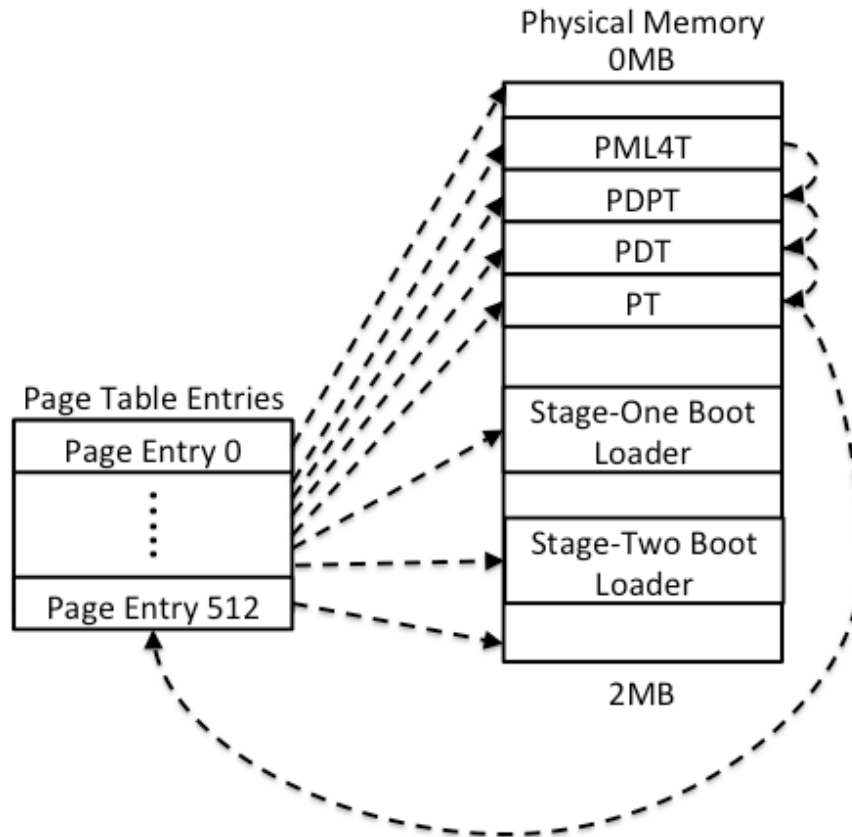 Physical Memory
0MB
PML4T
PDPT
PDT
PT
Stage-One Boot
Loader
Stage-Two Boot
Loader
2MB
Page Table Entries
Page Entry 0
Page Entry 512